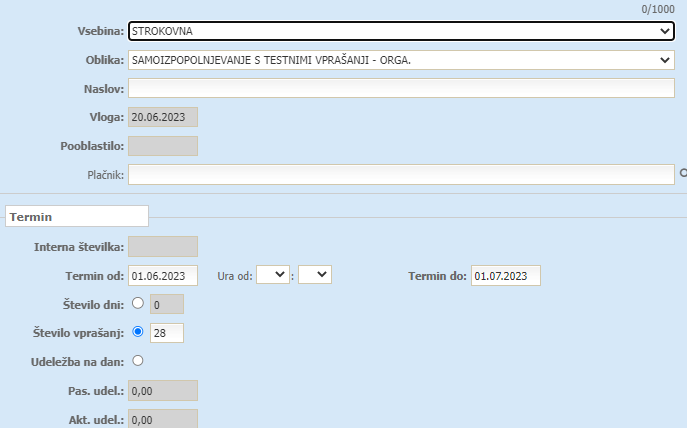 0/1000
Vsebina: STROKOVNA
Oblika: SAMOIZPOPOLNJEVANJE S TESTNIMI VPRAŠANJI - ORGA.
Naslov:
Vloga: 20.06.2023
Pooblastilo:
Plačnik:
Termin
Interna številka:
Termin od: 01.06.2023 Ura od: : Termin do: 01.07.2023
Število dni: 0
Število vprašanj: 28
Udeležba na dan:
Pas. udel.: 0,00
Akt. udel.: 0,00